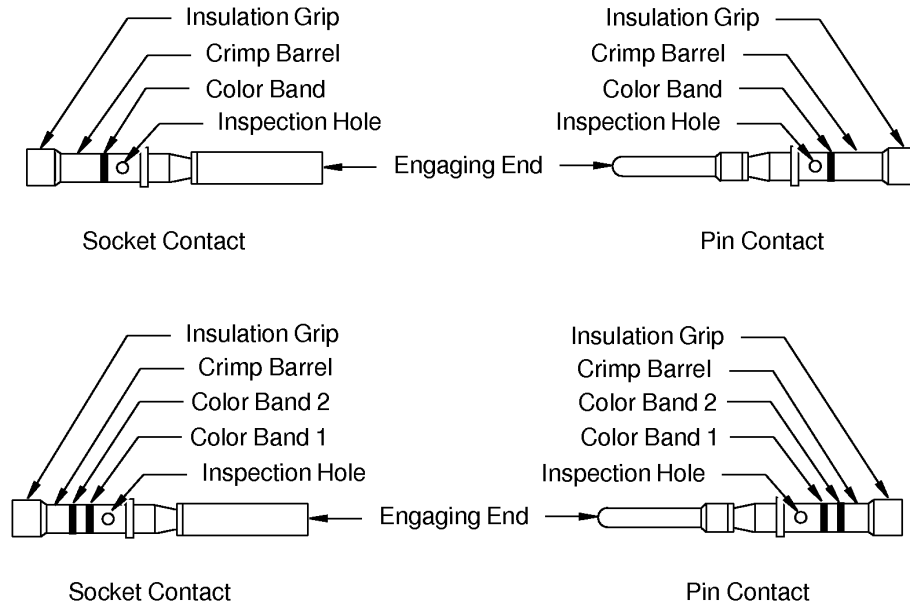 Insulation Grip
Crimp Barrel
Color Band
Inspection Hole
Insulation Grip
Crimp Barrel
Color Band
Inspection Hole
Engaging End
Socket Contact
Pin Contact
Insulation Grip
Crimp Barrel
Color Band 2
Color Band 1
Inspection Hole
Insulation Grip
Crimp Barrel
Color Band 2
Color Band 1
Inspection Hole
Engaging End
Socket Contact
Pin Contact